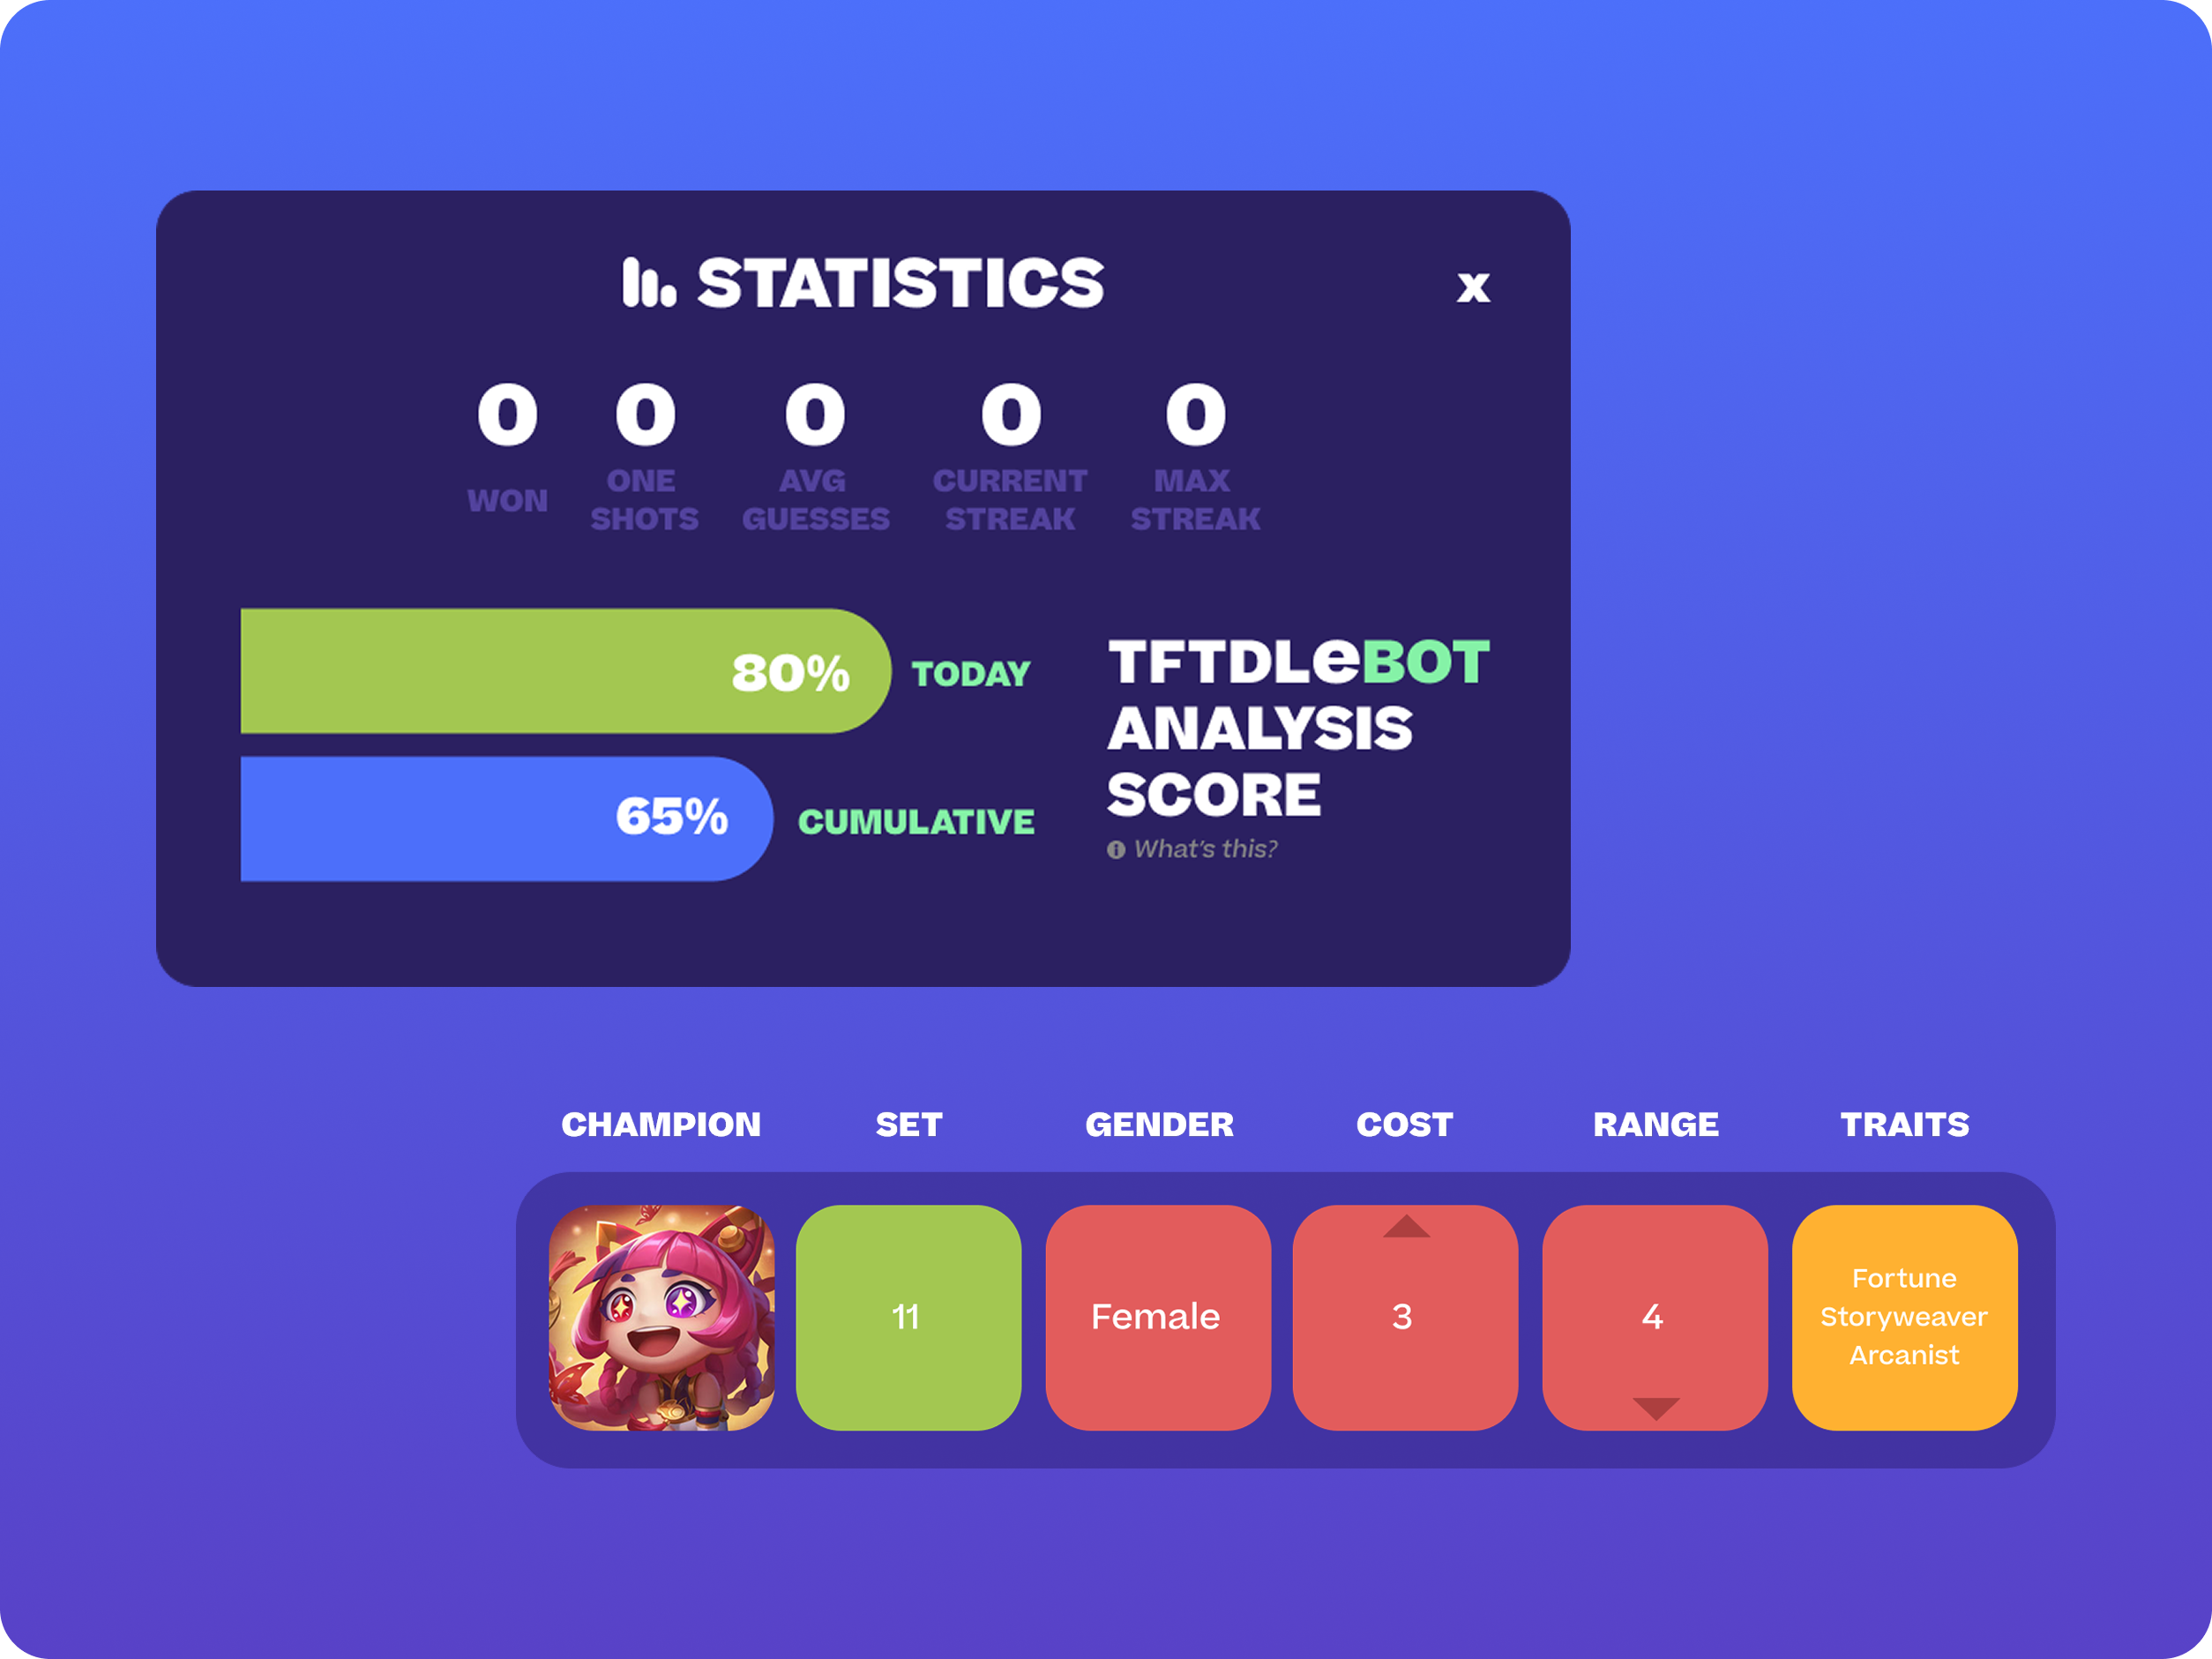 STATISTICS
x
0 0 0 0 0
WON
ONE SHOTS
AVG GUESSES
CURRENT STREAK
MAX STREAK
80% TODAY
65% CUMULATIVE
TFTDLeBOT
ANALYSIS
SCORE
What's this?
CHAMPION SET GENDER COST RANGE TRAITS
11
Female
3
4
Fortune
Storyweaver
Arcanist